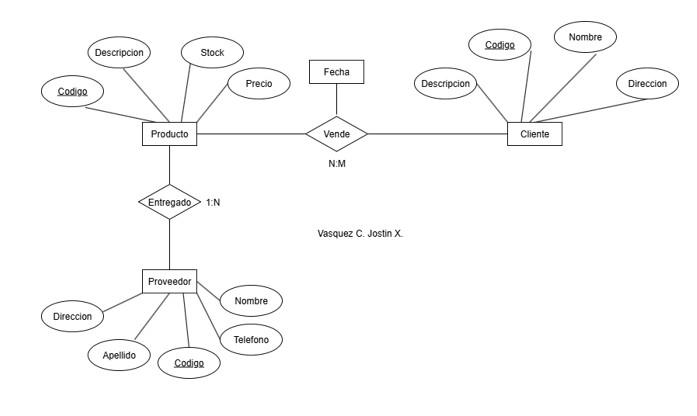 Codigo
Descripcion
Stock
Precio
Producto
Fecha
Vende
N:M
Descripcion
Codigo
Nombre
Direccion
Cliente
Entregado
1:N
Vasquez C. Jostin X.
Proveedor
Direccion
Apellido
Codigo
Nombre
Telefono